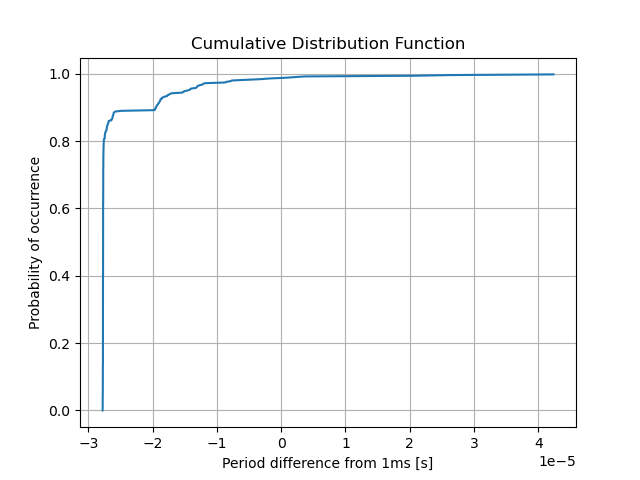 Cumulative Distribution Function
Probability of occurrence
1.0
0.8
0.6
0.4
0.2
0.0
−3 −2 −1 0 1 2 3 4
1e−5
Period difference from 1ms [s]